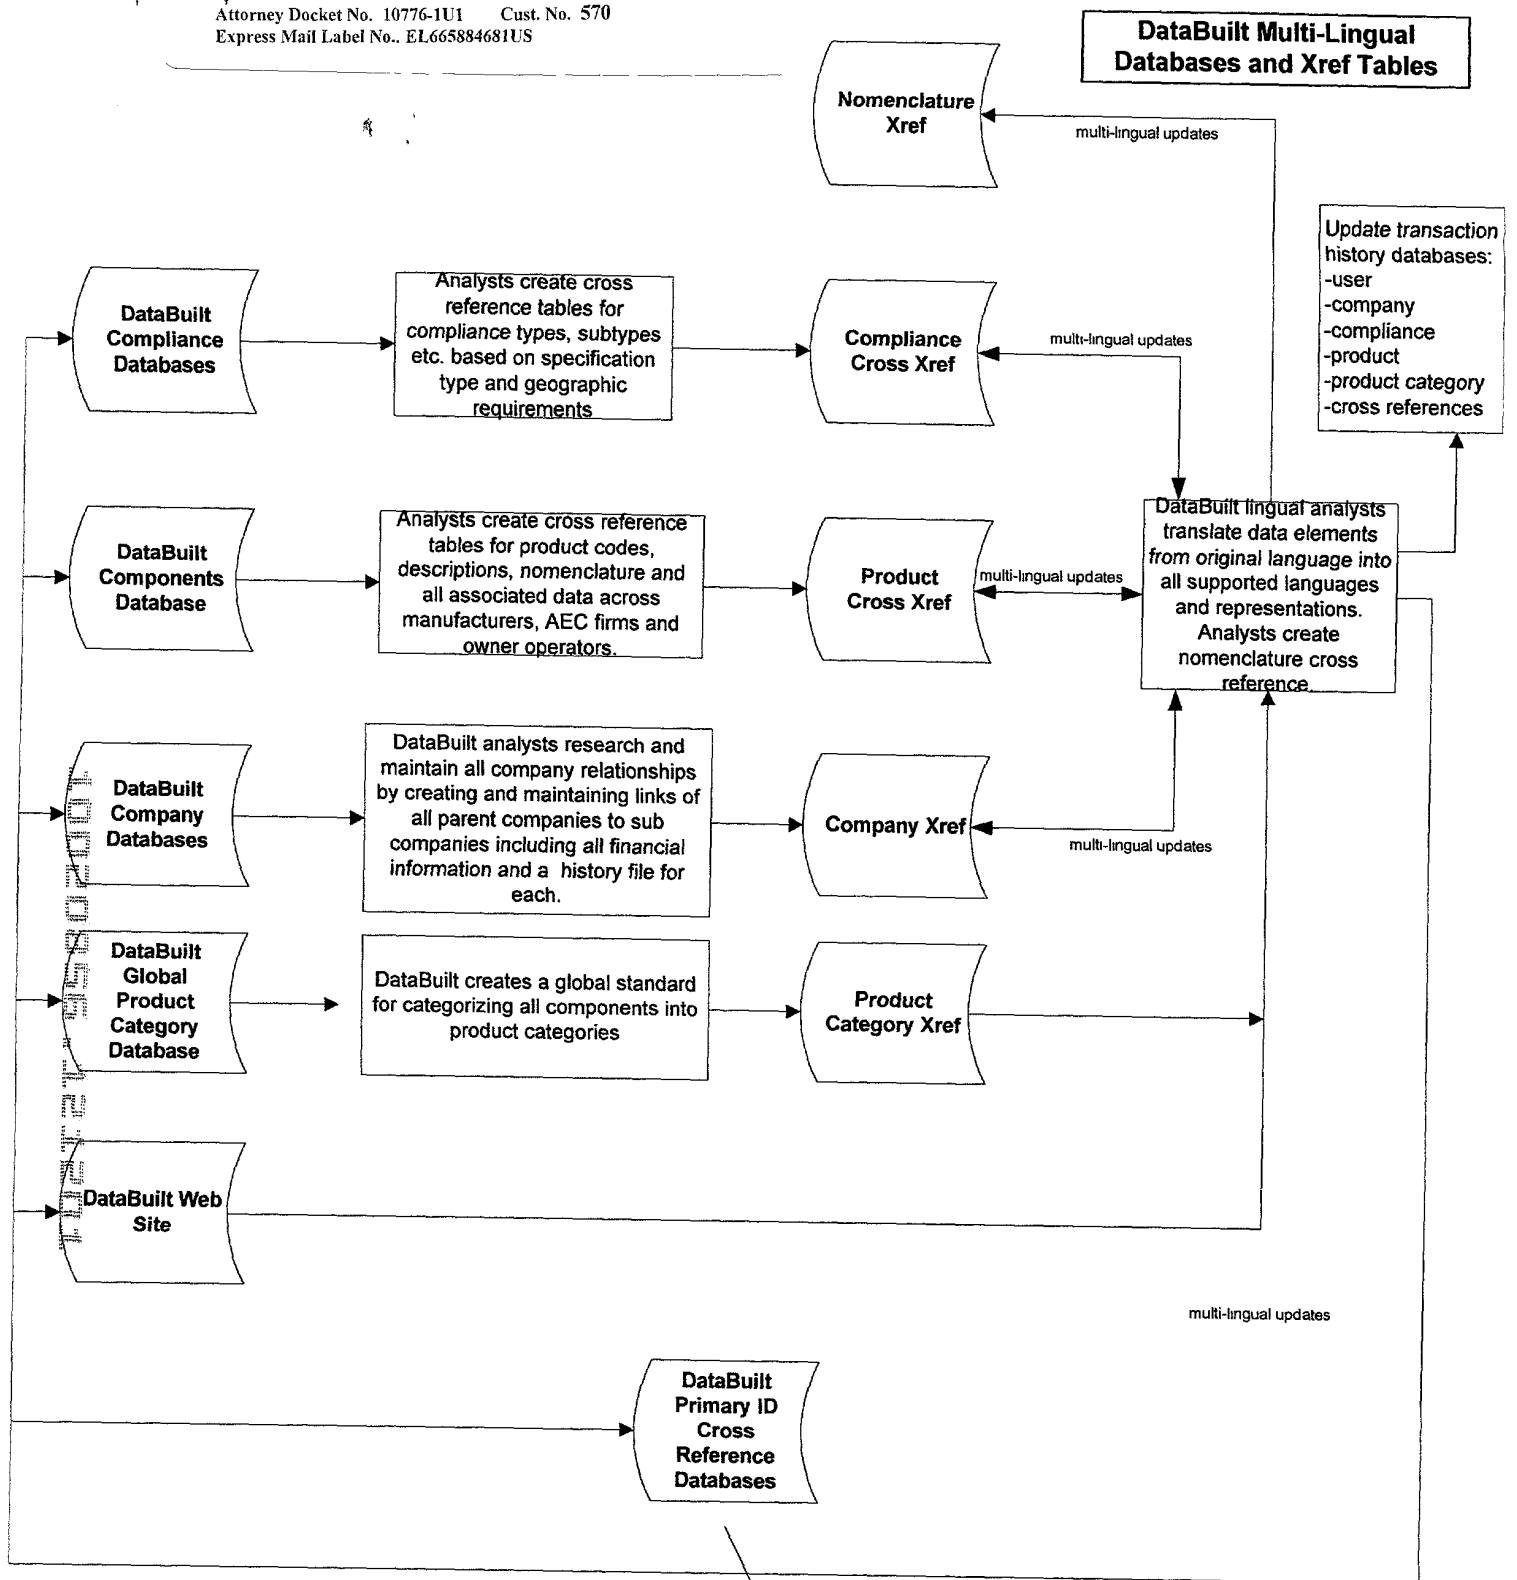 Attorney Docket No. 10776-1U1 Cust. No. 570
Express Mail Label No.. EL665884681US
DataBuilt Multi-Lingual
Databases and Xref Tables
Nomenclature
Xref
multi-lingual updates
Update transaction
history databases:
-user
-company
-compliance
-product
-product category
-cross references
DataBuilt
Compliance
Databases
Analysts create cross
reference tables for
compliance types, subtypes
etc. based on specification
type and geographic
requirements
Compliance
Cross Xref
multi-lingual updates
DataBuilt
Components
Database
Analysts create cross reference
tables for product codes,
descriptions, nomenclature and
all associated data across
manufacturers, AEC firms and
owner operators.
Product
Cross Xref
multi-lingual updates
DataBuilt lingual analysts
translate data elements
from original language into
all supported languages
and representations.
Analysts create
nomenclature cross
reference.
DataBuilt
Company
Databases
DataBuilt analysts research and
maintain all company relationships
by creating and maintaining links of
all parent companies to sub
companies including all financial
information and a history file for
each.
Company Xref
multi-lingual updates
DataBuilt
Global
Product
Category
Database
DataBuilt creates a global standard
for categorizing all components into
product categories
Product
Category Xref
DataBuilt Web
Site
multi-lingual updates
DataBuilt
Primary ID
Cross
Reference
Databases